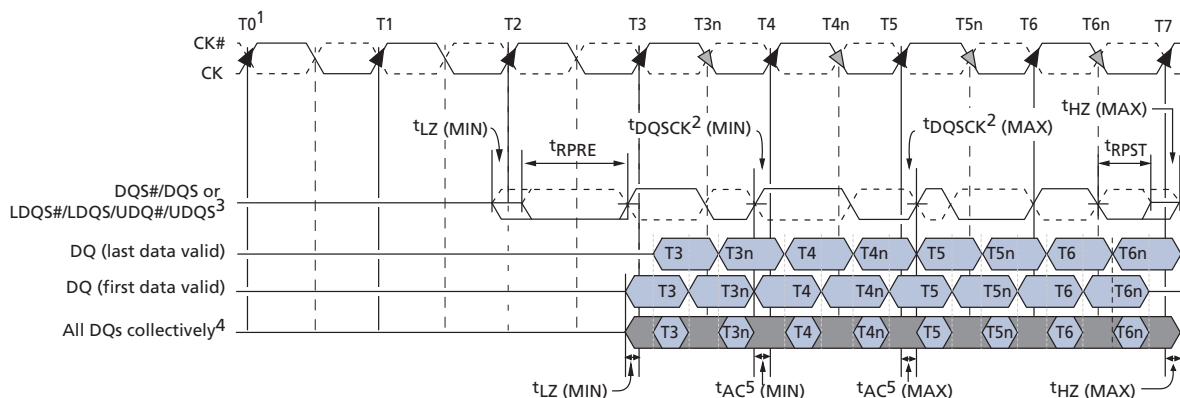 T0¹ T1 T2 T3 T3n T4 T4n T5 T5n T6 T6n T7
CK#
CK
tHZ (MAX)
tLZ (MIN) tDQSCK² (MIN) tDQSCK² (MAX)
tRPRE tRPST
DQS#/DQS or
LDQS#/LDQS/UDQ#/UDQS³
DQ (last data valid) T3 T3n T4 T4n T5 T5n T6 T6n
DQ (first data valid) T3 T3n T4 T4n T5 T5n T6 T6n
All DQs collectively⁴ T3 T3n T4 T4n T5 T5n T6 T6n
tLZ (MIN) tAC⁵ (MIN) tAC⁵ (MAX) tHZ (MAX)